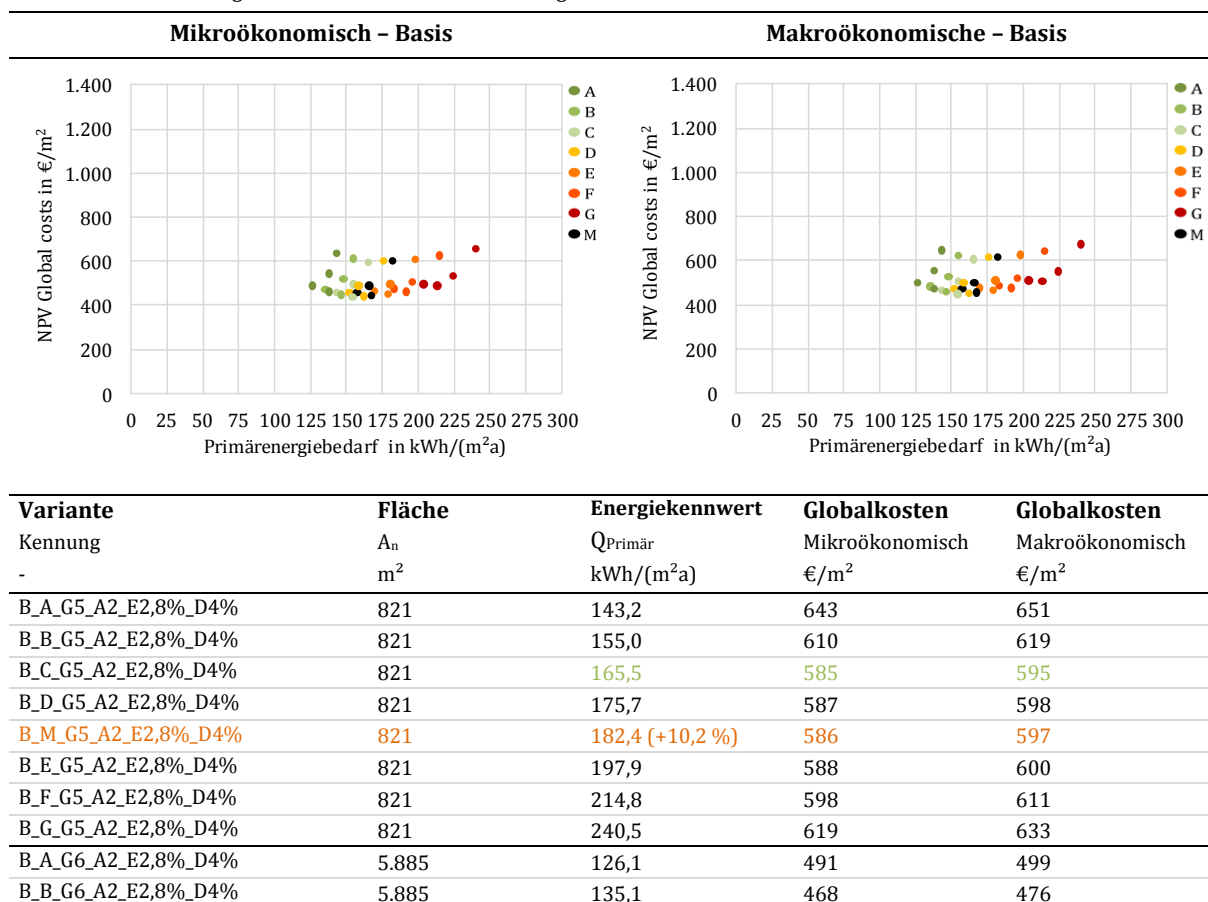 Mikroökonomisch – Basis
Makroökonomische – Basis
1.400
1.200
1.000
800
600
400
200
0
NPV Global costs in €/m²
0 25 50 75 100 125 150 175 200 225 250 275 300
Primärenergiebedarf in kWh/(m²a)
A
B
C
D
E
F
G
M
1.400
1.200
1.000
800
600
400
200
0
NPV Global costs in €/m²
0 25 50 75 100 125 150 175 200 225 250 275 300
Primärenergiebedarf in kWh/(m²a)
A
B
C
D
E
F
G
M
Variante Fläche Energiekennwert Globalkosten Globalkosten
Kennung Aₙ QPrimär Mikroökonomisch Makroökonomisch
- m² kWh/(m²a) €/m² €/m²
B_A_G5_A2_E2,8%_D4% 821 143,2 643 651
B_B_G5_A2_E2,8%_D4% 821 155,0 610 619
B_C_G5_A2_E2,8%_D4% 821 165,5 585 595
B_D_G5_A2_E2,8%_D4% 821 175,7 587 598
B_M_G5_A2_E2,8%_D4% 821 182,4 (+10,2 %) 586 597
B_E_G5_A2_E2,8%_D4% 821 197,9 588 600
B_F_G5_A2_E2,8%_D4% 821 214,8 598 611
B_G_G5_A2_E2,8%_D4% 821 240,5 619 633
B_A_G6_A2_E2,8%_D4% 5.885 126,1 491 499
B_B_G6_A2_E2,8%_D4% 5.885 135,1 468 476